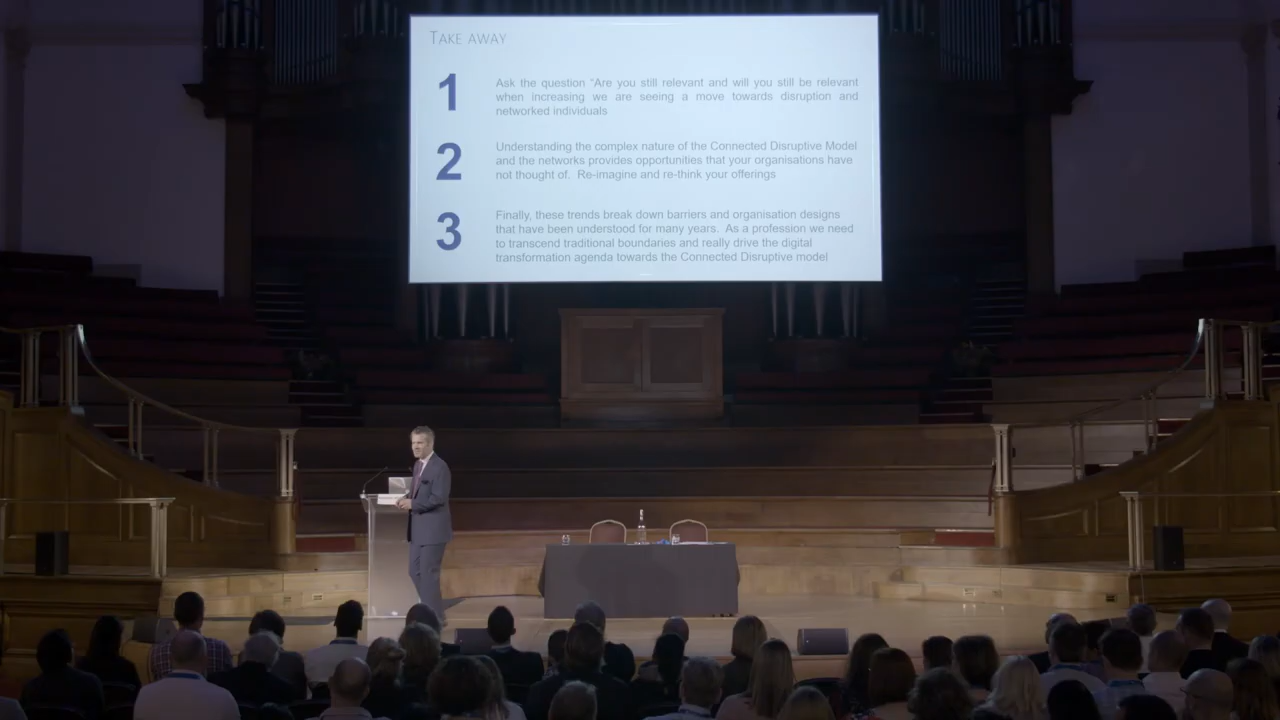 TAKE AWAY
1
Ask the question “Are you still relevant and will you still be relevant
when increasing we are seeing a move towards disruption and
networked individuals
2
Understanding the complex nature of the Connected Disruptive Model
and the networks provides opportunities that your organisations have
not thought of. Re-imagine and re-think your offerings
3
Finally, these trends break down barriers and organisation designs
that have been understood for many years. As a profession we need
to transcend traditional boundaries and really drive the digital
transformation agenda towards the Connected Disruptive model